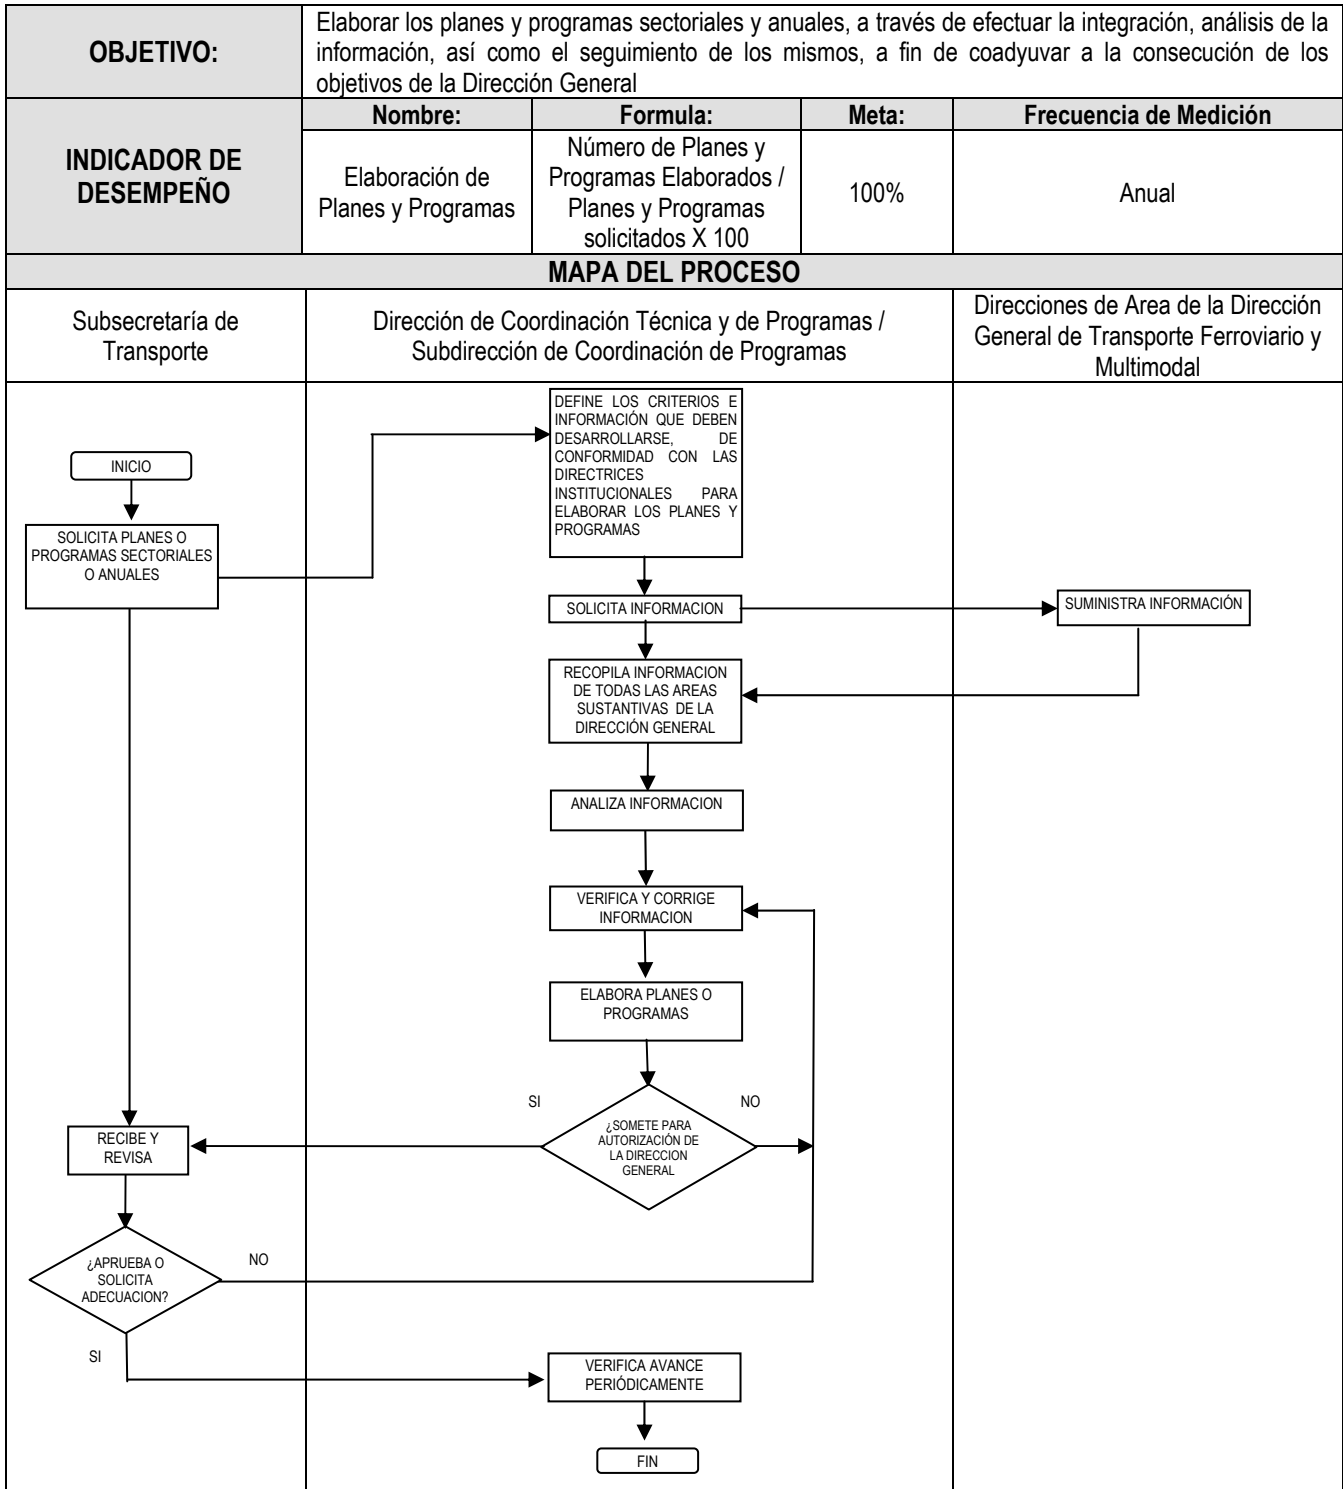 OBJETIVO:
Elaborar los planes y programas sectoriales y anuales, a través de efectuar la integración, análisis de la
información, así como el seguimiento de los mismos, a fin de coadyuvar a la consecución de los
objetivos de la Dirección General
INDICADOR DE
DESEMPEÑO
Nombre:
Formula:
Meta:
Frecuencia de Medición
Elaboración de
Planes y Programas
Número de Planes y
Programas Elaborados /
Planes y Programas
solicitados X 100
100%
Anual
MAPA DEL PROCESO
Subsecretaría de
Transporte
Dirección de Coordinación Técnica y de Programas /
Subdirección de Coordinación de Programas
Direcciones de Area de la Dirección
General de Transporte Ferroviario y
Multimodal
INICIO
SOLICITA PLANES O
PROGRAMAS SECTORIALES
O ANUALES
DEFINE LOS CRITERIOS E
INFORMACIÓN QUE DEBEN
DESARROLLARSE, DE
CONFORMIDAD CON LAS
DIRECTRICES
INSTITUCIONALES PARA
ELABORAR LOS PLANES Y
PROGRAMAS
SOLICITA INFORMACION
SUMINISTRA INFORMACIÓN
RECOPILA INFORMACION
DE TODAS LAS AREAS
SUSTANTIVAS DE LA
DIRECCIÓN GENERAL
ANALIZA INFORMACION
VERIFICA Y CORRIGE
INFORMACION
ELABORA PLANES O
PROGRAMAS
SI
NO
¿SOMETE PARA
AUTORIZACIÓN DE
LA DIRECCION
GENERAL
RECIBE Y
REVISA
¿APRUEBA O
SOLICITA
ADECUACION?
NO
SI
VERIFICA AVANCE
PERIÓDICAMENTE
FIN